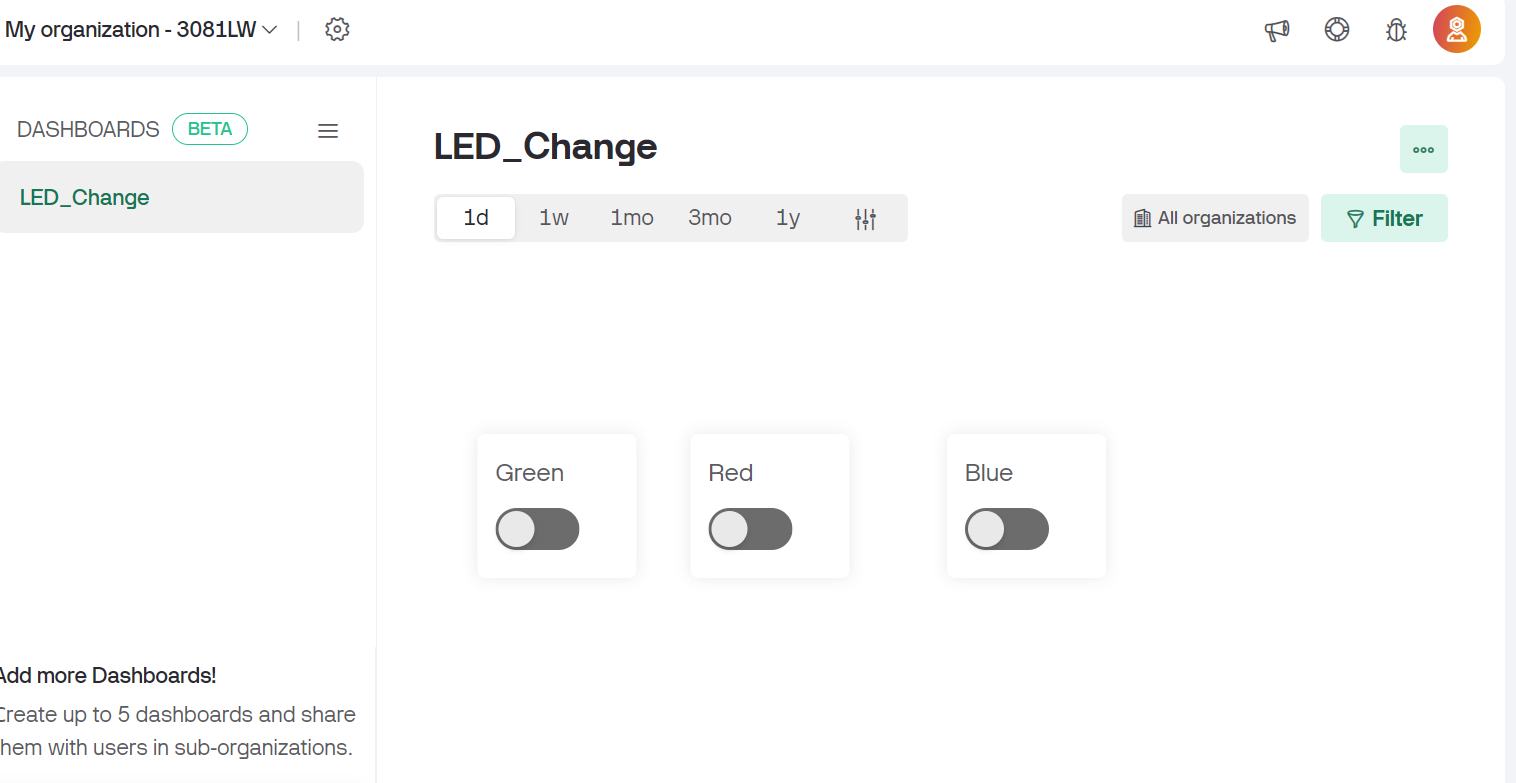 My organization - 3081LW
DASHBOARDS BETA
LED_Change
LED_Change
1d 1w 1mo 3mo 1y
All organizations Filter
Green Red Blue
Add more Dashboards!
Create up to 5 dashboards and share
them with users in sub-organizations.